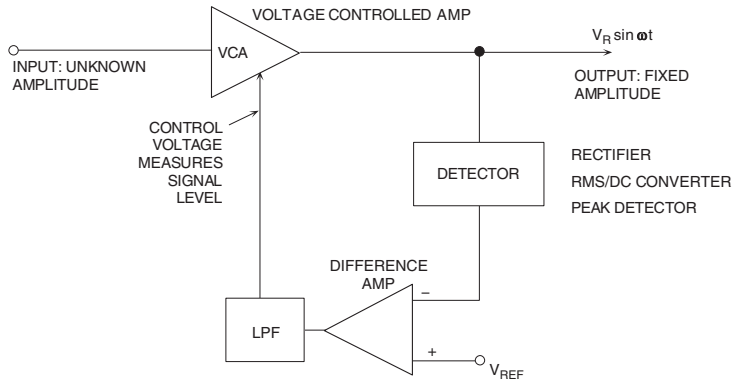 VOLTAGE CONTROLLED AMP
V_R sin ωt
VCA
INPUT: UNKNOWN
AMPLITUDE
OUTPUT: FIXED
AMPLITUDE
CONTROL
VOLTAGE
MEASURES
SIGNAL
LEVEL
DETECTOR
RECTIFIER
RMS/DC CONVERTER
PEAK DETECTOR
DIFFERENCE
AMP
–
LPF
+
V_REF